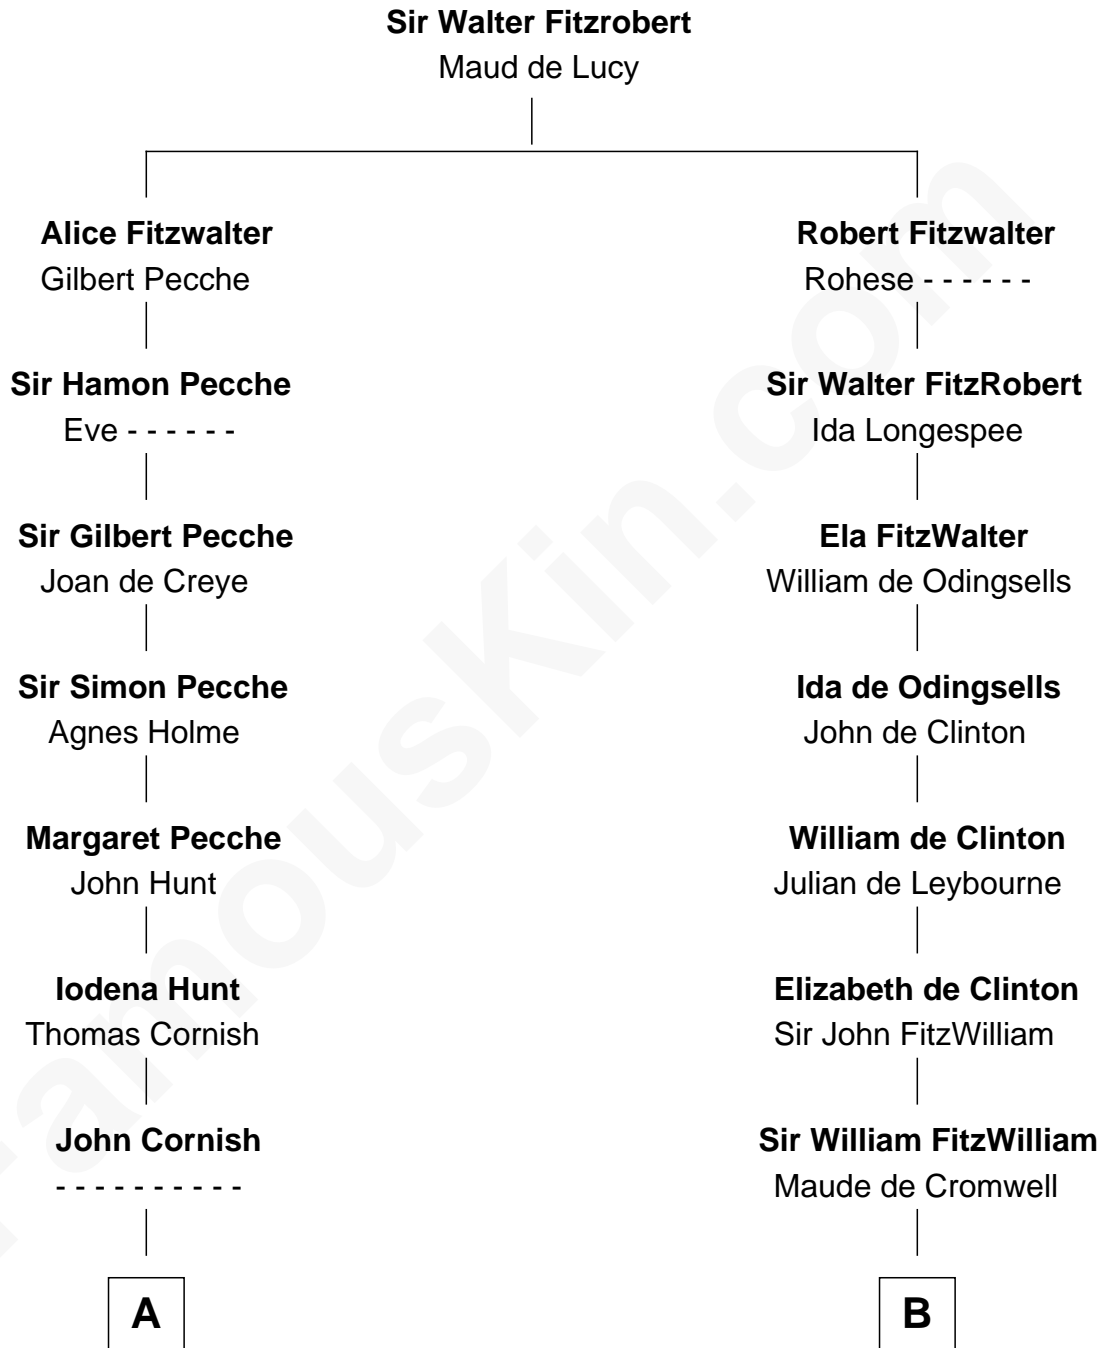 Sir Walter Fitzrobert
Maud de Lucy
Alice Fitzwalter
Gilbert Pecche
Robert Fitzwalter
Rohese - - - - - -
Sir Hamon Pecche
Eve - - - - - -
Sir Walter FitzRobert
Ida Longespee
Sir Gilbert Pecche
Joan de Creye
Ela FitzWalter
William de Odingsells
Sir Simon Pecche
Agnes Holme
Ida de Odingsells
John de Clinton
Margaret Pecche
John Hunt
William de Clinton
Julian de Leybourne
Iodena Hunt
Thomas Cornish
Elizabeth de Clinton
Sir John FitzWilliam
John Cornish
- - - - - - - - - -
Sir William FitzWilliam
Maude de Cromwell
A
B
FamousKin.com